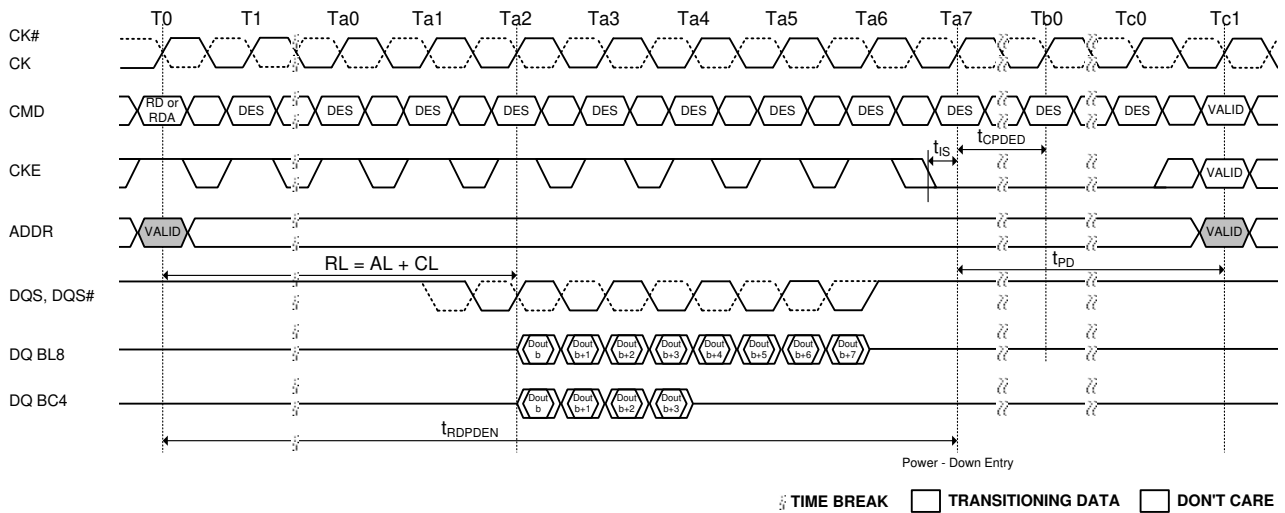 T0 T1 Ta0 Ta1 Ta2 Ta3 Ta4 Ta5 Ta6 Ta7 Tb0 Tc0 Tc1
CK#
CK
CMD RD or RDA DES DES DES DES DES DES DES DES DES DES DES VALID
tIS tCPDED
CKE VALID
ADDR VALID VALID
RL = AL + CL tPD
DQS, DQS#
DQ BL8 Dout b Dout b+1 Dout b+2 Dout b+3 Dout b+4 Dout b+5 Dout b+6 Dout b+7
DQ BC4 Dout b Dout b+1 Dout b+2 Dout b+3
tRDPDEN
Power - Down Entry
TIME BREAK TRANSITIONING DATA DON'T CARE